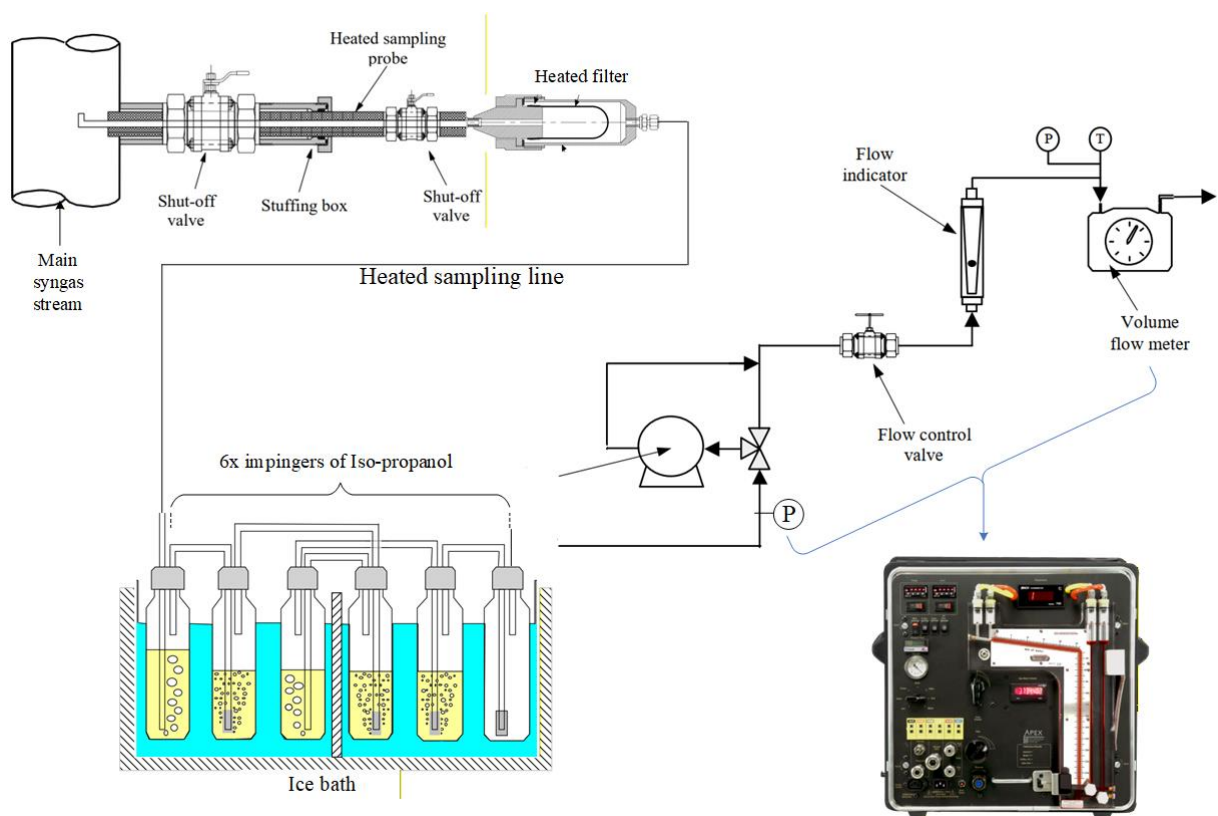 Heated sampling
probe
Heated filter
Shut-off
valve
Stuffing box
Shut-off
valve
Main
syngas
stream
Heated sampling line
P
T
Flow
indicator
Volume
flow meter
Flow control
valve
6x impingers of Iso-propanol
P
Ice bath
APEX